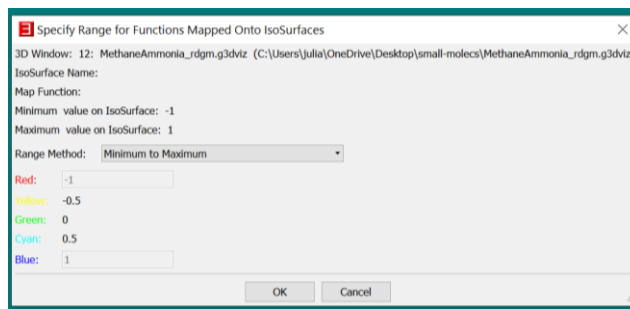 Specify Range for Functions Mapped Onto IsoSurfaces
3D Window: 12: MethaneAmmonia_rdgm.g3dviz (C:\Users\julia\OneDrive\Desktop\small-molecs\MethaneAmmonia_rdgm.g3dviz
IsoSurface Name:
Map Function:
Minimum value on IsoSurface: -1
Maximum value on IsoSurface: 1
Range Method: Minimum to Maximum
Red: -1
Yellow: -0.5
Green: 0
Cyan: 0.5
Blue: 1
OK Cancel